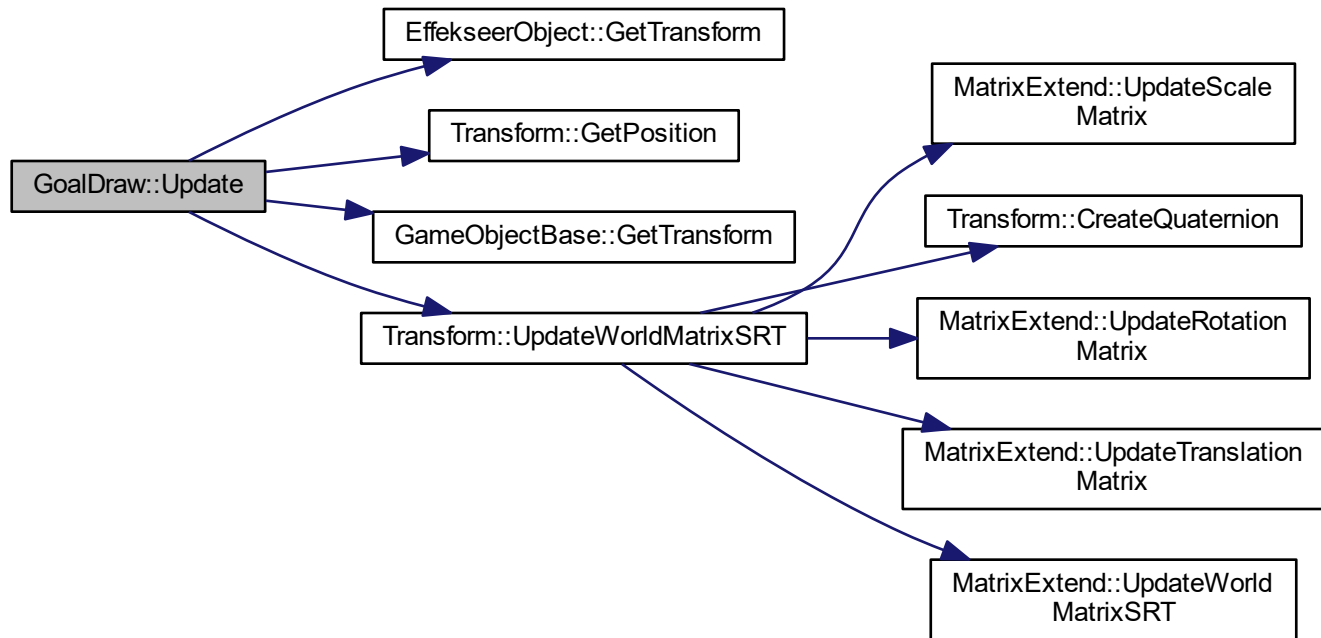 EffekseerObject::GetTransform
Transform::GetPosition
GoalDraw::Update
GameObjectBase::GetTransform
Transform::UpdateWorldMatrixSRT
MatrixExtend::UpdateScale
Matrix
Transform::CreateQuaternion
MatrixExtend::UpdateRotation
Matrix
MatrixExtend::UpdateTranslation
Matrix
MatrixExtend::UpdateWorld
MatrixSRT